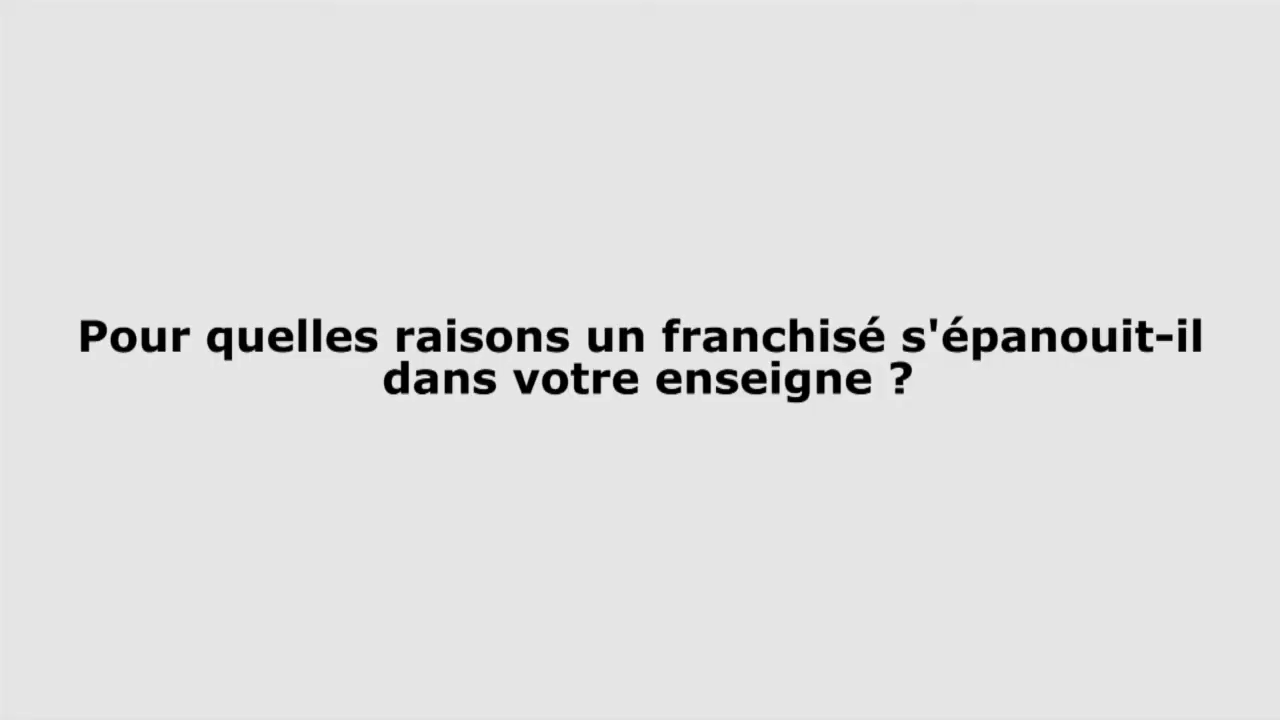 Pour quelles raisons un franchisé s'épanouit-il
dans votre enseigne ?